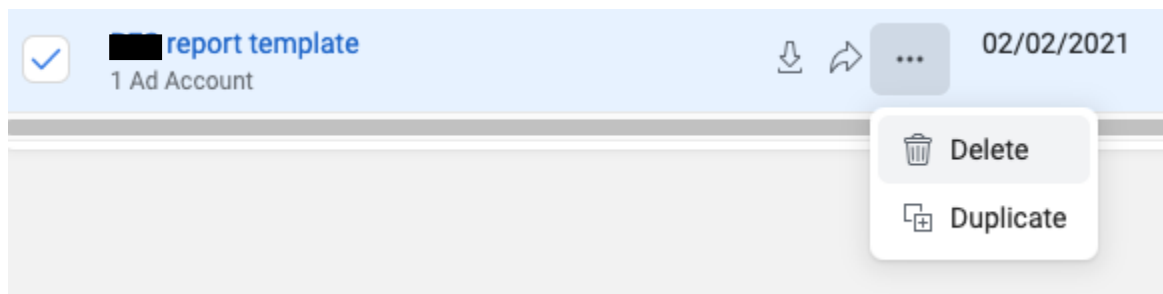 report template
1 Ad Account
02/02/2021
Delete
Duplicate